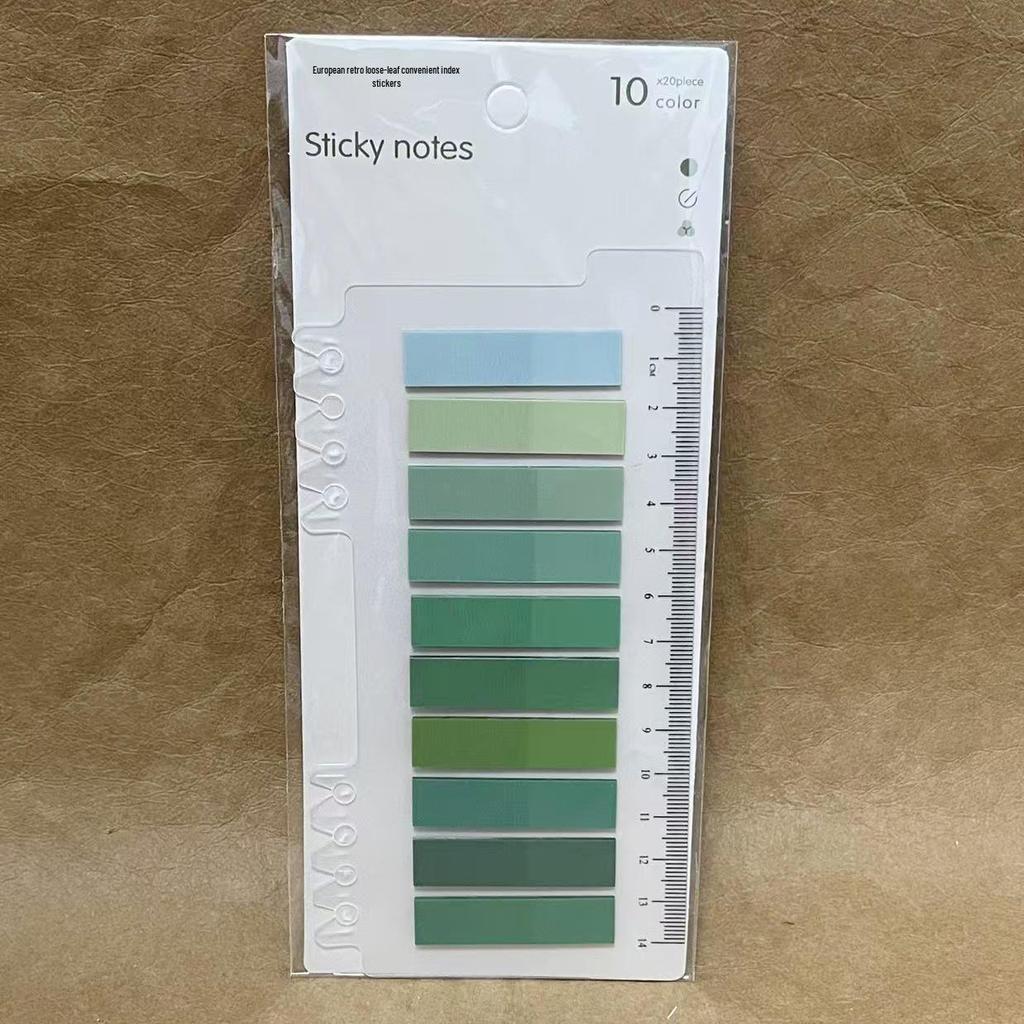 European retro loose-leaf convenient index
stickers
10 x20piece
color
Sticky notes
0
1CM
2
3
4
5
6
7
8
9
10
11
12
13
14